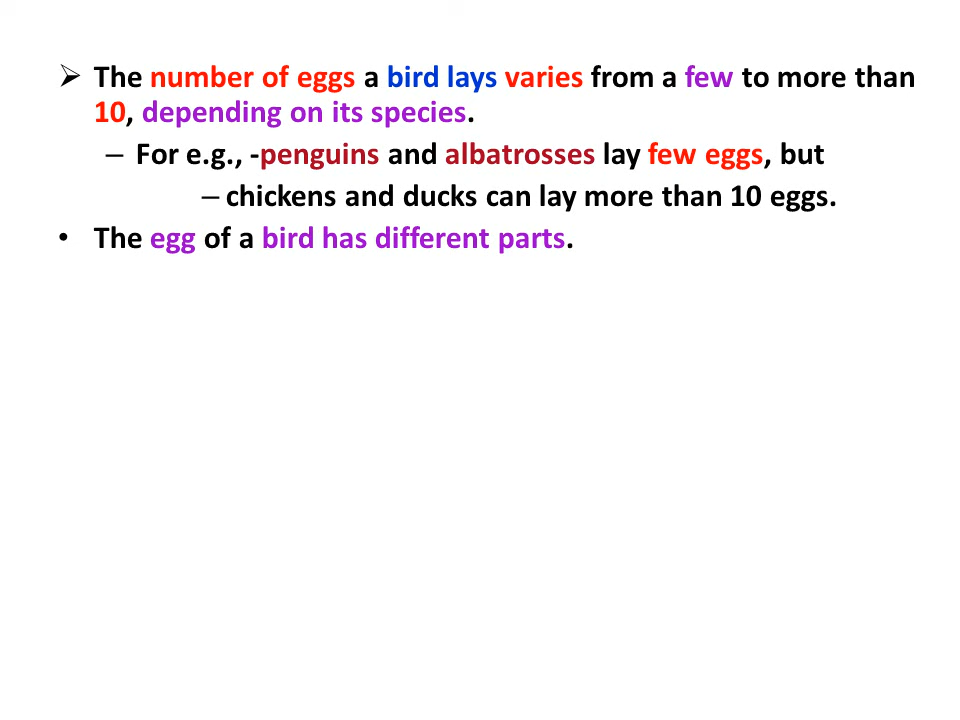 ➢ The number of eggs a bird lays varies from a few to more than
10, depending on its species.
– For e.g., -penguins and albatrosses lay few eggs, but
– chickens and ducks can lay more than 10 eggs.
• The egg of a bird has different parts.